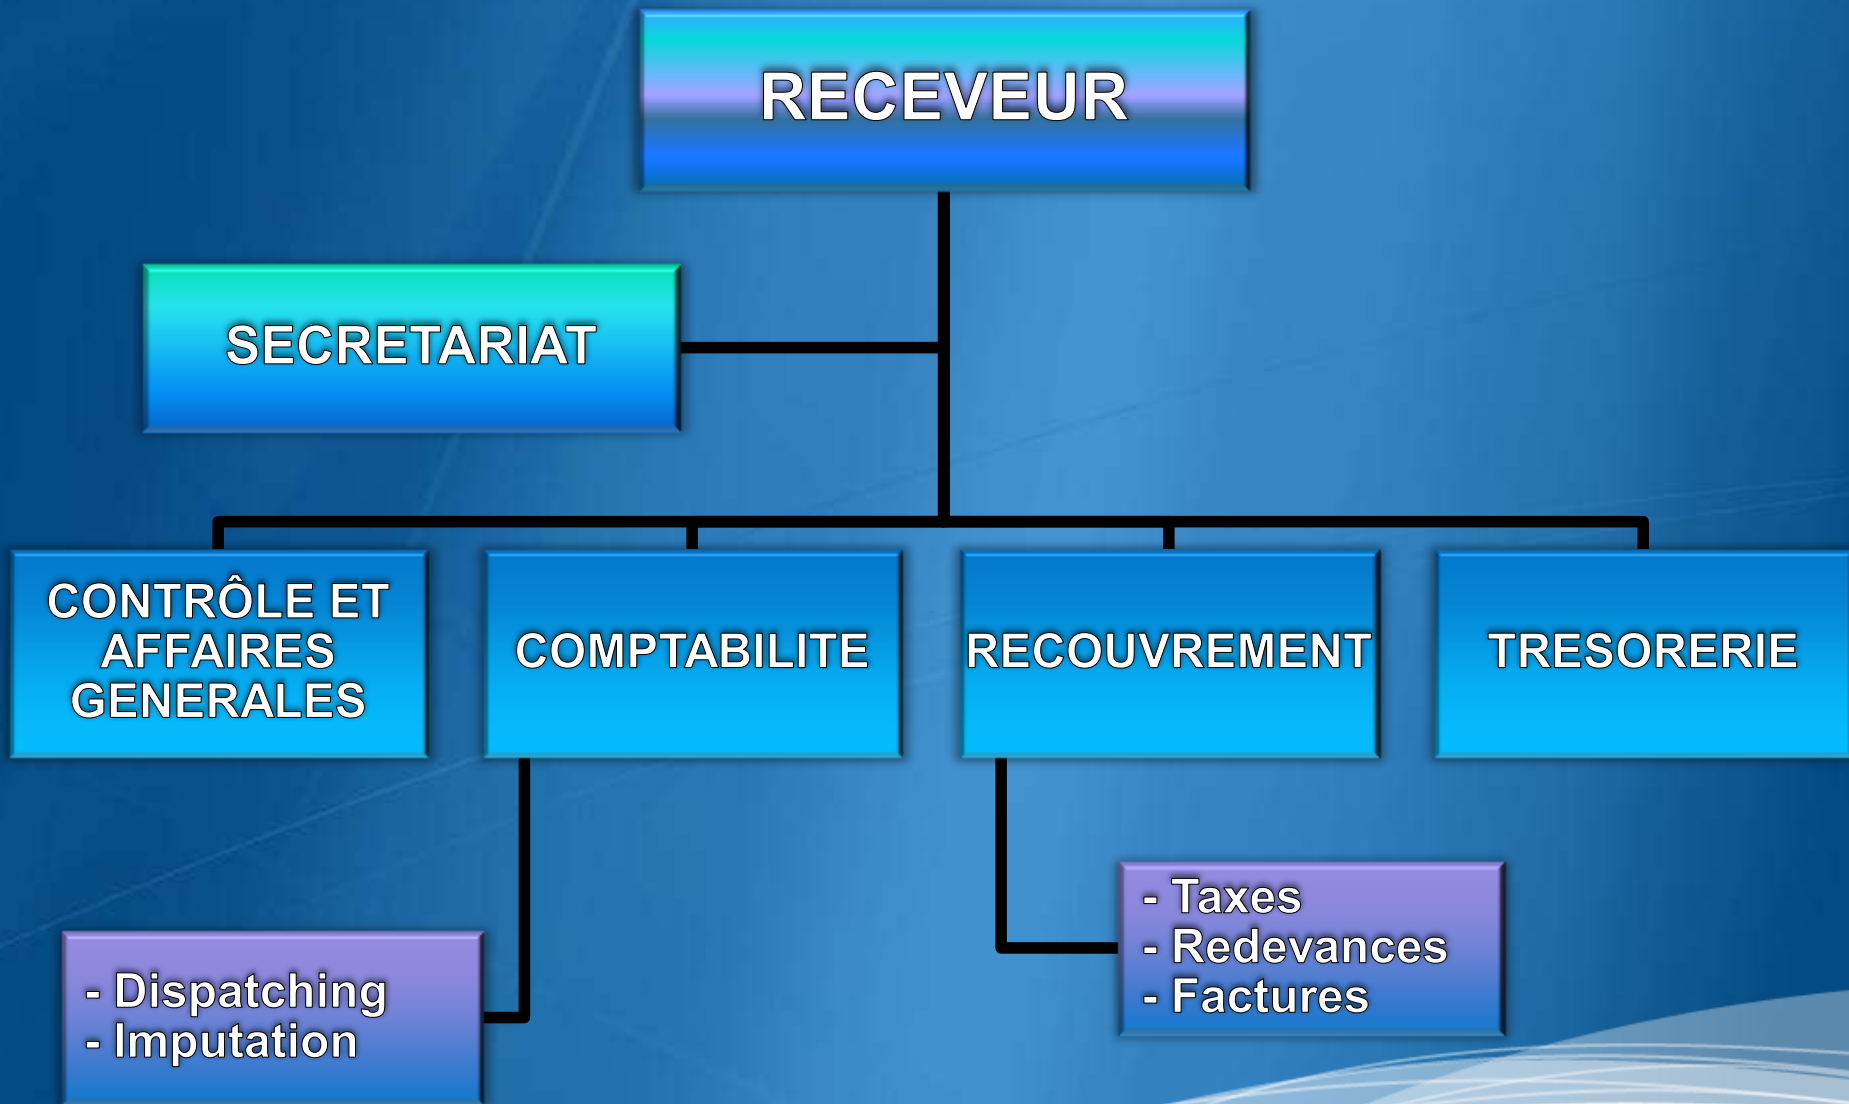 RECEVEUR
SECRETARIAT
CONTRÔLE ET
AFFAIRES
GENERALES
COMPTABILITE
RECOUVREMENT
TRESORERIE
- Dispatching
- Imputation
- Taxes
- Redevances
- Factures